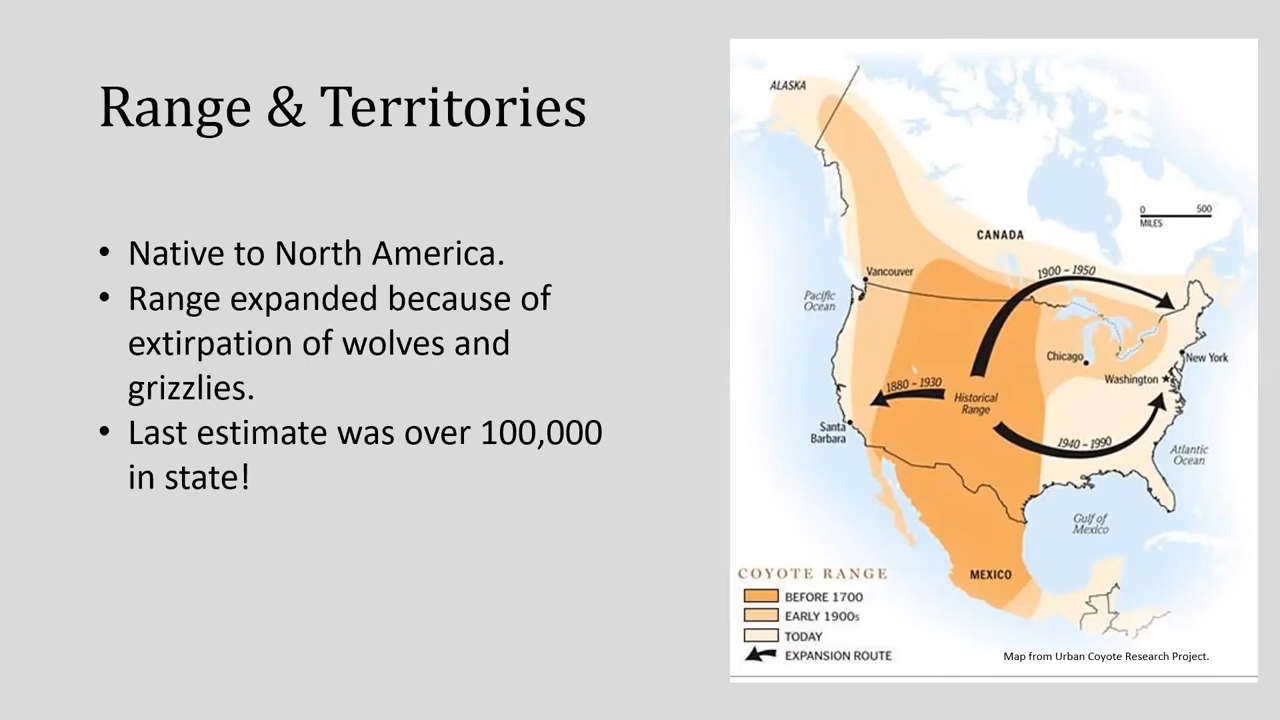 Range & Territories
• Native to North America.
• Range expanded because of
extirpation of wolves and
grizzlies.
• Last estimate was over 100,000
in state!
ALASKA
0 500
MILES
CANADA
1900 – 1950
Vancouver
Pacific
Ocean
Chicago
New York
Washington
1880 – 1930
Historical
Range
Santa
Barbara
1940 – 1990
Atlantic
Ocean
Gulf of
Mexico
MEXICO
COYOTE RANGE
BEFORE 1700
EARLY 1900s
TODAY
EXPANSION ROUTE
Map from Urban Coyote Research Project.